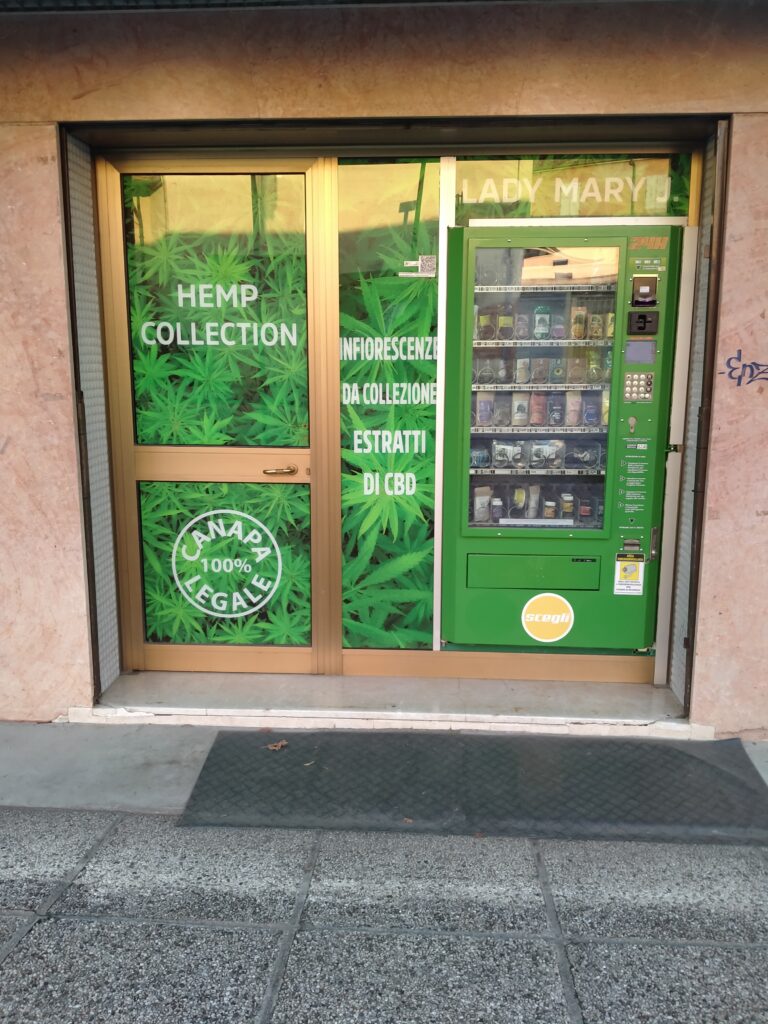 LADY MARY J.
24H
HEMP
COLLECTION
INFIORESCENZE
DA COLLEZIONE
ESTRATTI
DI CBD
CANAPA
100%
LEGALE
scegli